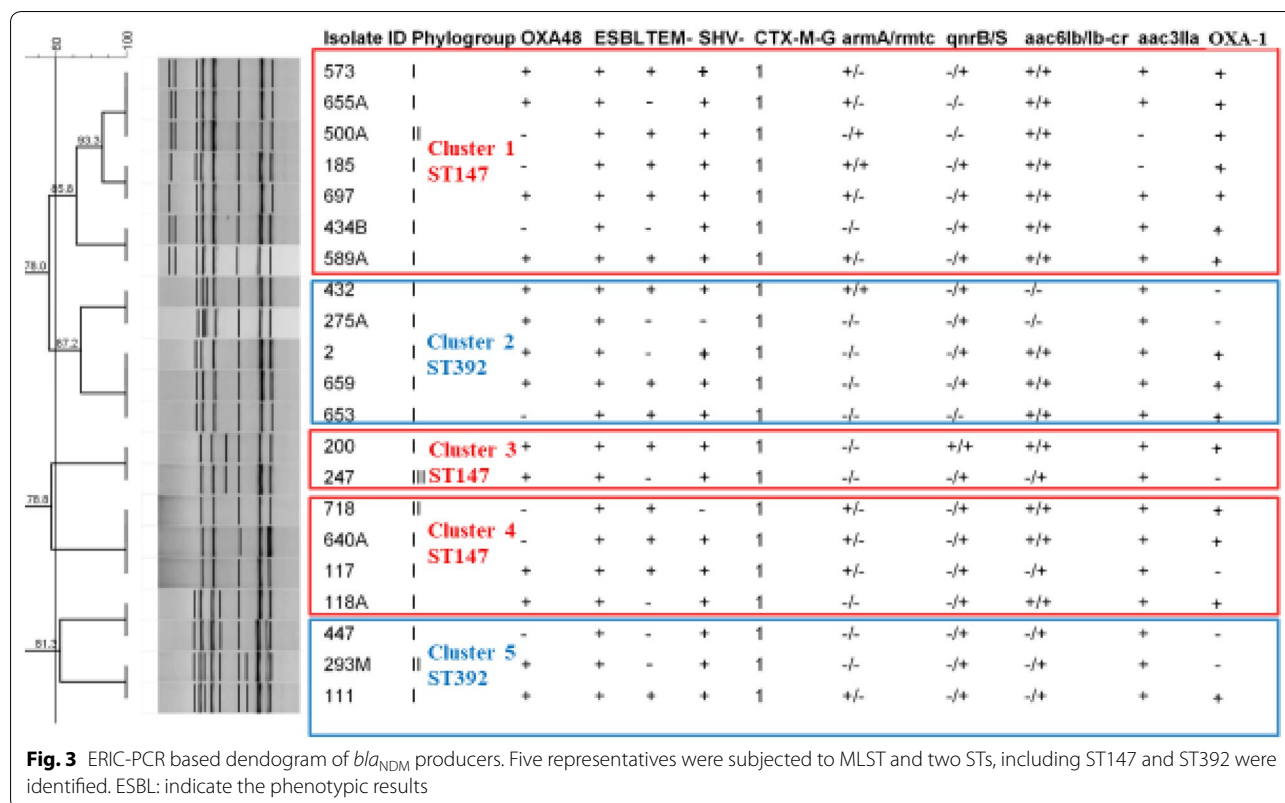 60 100
Isolate ID Phylogroup OXA48 ESBL TEM- SHV- CTX-M-G armA/rmtc qnrB/S aac6Ib/Ib-cr aac3IIa OXA-1
573 I + + + + 1 +/- -/+ +/+ + +
655A I + + - + 1 +/- -/- +/+ + +
500A II - + + + 1 -/+ -/- +/+ - +
Cluster 1
185 I - + + + 1 +/+ -/+ +/+ - +
ST147
697 I + + + + 1 +/- -/+ +/+ + +
434B I - + - + 1 -/- -/+ +/+ + +
589A I + + + + 1 +/- -/+ +/+ + +
432 I + + + + 1 +/+ -/+ -/- + -
275A I + + - - 1 -/- -/+ -/- + -
Cluster 2
2 I + + - + 1 -/- -/+ +/+ + +
ST392
659 I + + + + 1 -/- -/+ +/+ + +
653 I - + + + 1 -/- -/- +/+ + +
200 I Cluster 3 + + + + 1 -/- +/+ +/+ + +
247 III ST147 + + - + 1 -/- -/+ -/+ + -
718 II - + + - 1 +/- -/+ +/+ + +
Cluster 4
640A I - + + + 1 +/- -/+ +/+ + +
ST147
117 I + + + + 1 +/- -/+ -/+ + -
118A I + + - + 1 -/- -/+ +/+ + +
447 I - + - + 1 -/- -/+ -/+ + -
Cluster 5
293M II + + - + 1 -/- -/+ -/+ + -
ST392
111 I + + + + 1 +/- -/+ -/+ + +
93.3
85.8
78.0
87.2
78.8
81.3
Fig. 3 ERIC-PCR based dendogram of blaNDM producers. Five representatives were subjected to MLST and two STs, including ST147 and ST392 were
identified. ESBL: indicate the phenotypic results